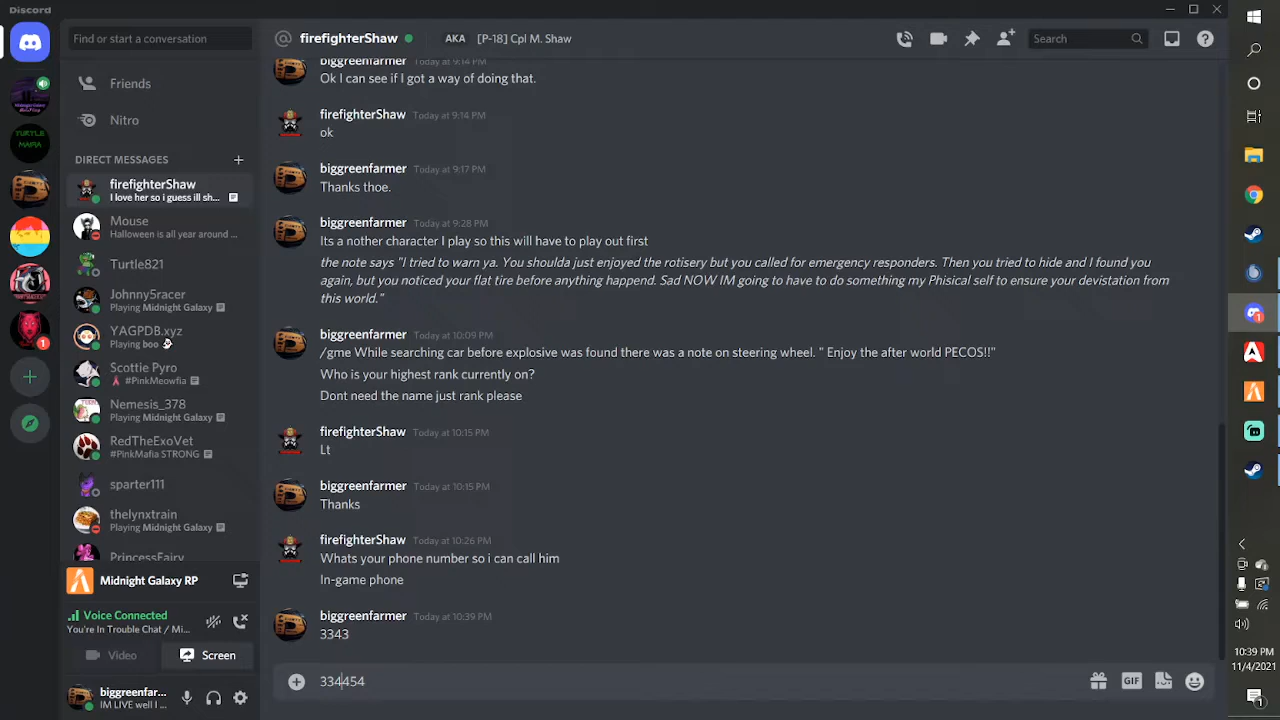 Discord
Find or start a conversation
firefighterShaw
AKA [P-18] Cpl M. Shaw
Search
Friends
Nitro
DIRECT MESSAGES
firefighterShaw
I love her so i guess ill sh...
Mouse
Halloween is all year around ...
Turtle821
Johnny5racer
Playing Midnight Galaxy
YAGPDB.xyz
Playing boo
Scottie Pyro
#PinkMeowfia
Nemesis_378
Playing Midnight Galaxy
RedTheExoVet
#PinkMafia STRONG
sparter111
thelynxtrain
Playing Midnight Galaxy
PrincessFairy
Midnight Galaxy RP
Voice Connected
You're In Trouble Chat / Mi...
Video
Screen
biggreenfar...
IM LIVE well I ...
TURTLE
MAFIA
1
biggreenfarmer Today at 9:14 PM
Ok I can see if I got a way of doing that.
firefighterShaw Today at 9:14 PM
ok
biggreenfarmer Today at 9:17 PM
Thanks thoe.
biggreenfarmer Today at 9:28 PM
Its a nother character I play so this will have to play out first
the note says "I tried to warn ya. You shoulda just enjoyed the rotisery but you called for emergency responders. Then you tried to hide and I found you
again, but you noticed your flat tire before anything happend. Sad NOW IM going to have to do something my Phisical self to ensure your devistation from
this world."
biggreenfarmer Today at 10:09 PM
/gme While searching car before explosive was found there was a note on steering wheel. " Enjoy the after world PECOS!!"
Who is your highest rank currently on?
Dont need the name just rank please
firefighterShaw Today at 10:15 PM
Lt
biggreenfarmer Today at 10:15 PM
Thanks
firefighterShaw Today at 10:26 PM
Whats your phone number so i can call him
In-game phone
biggreenfarmer Today at 10:39 PM
3343
334454
GIF
1
10:39 PM
11/4/2021
1